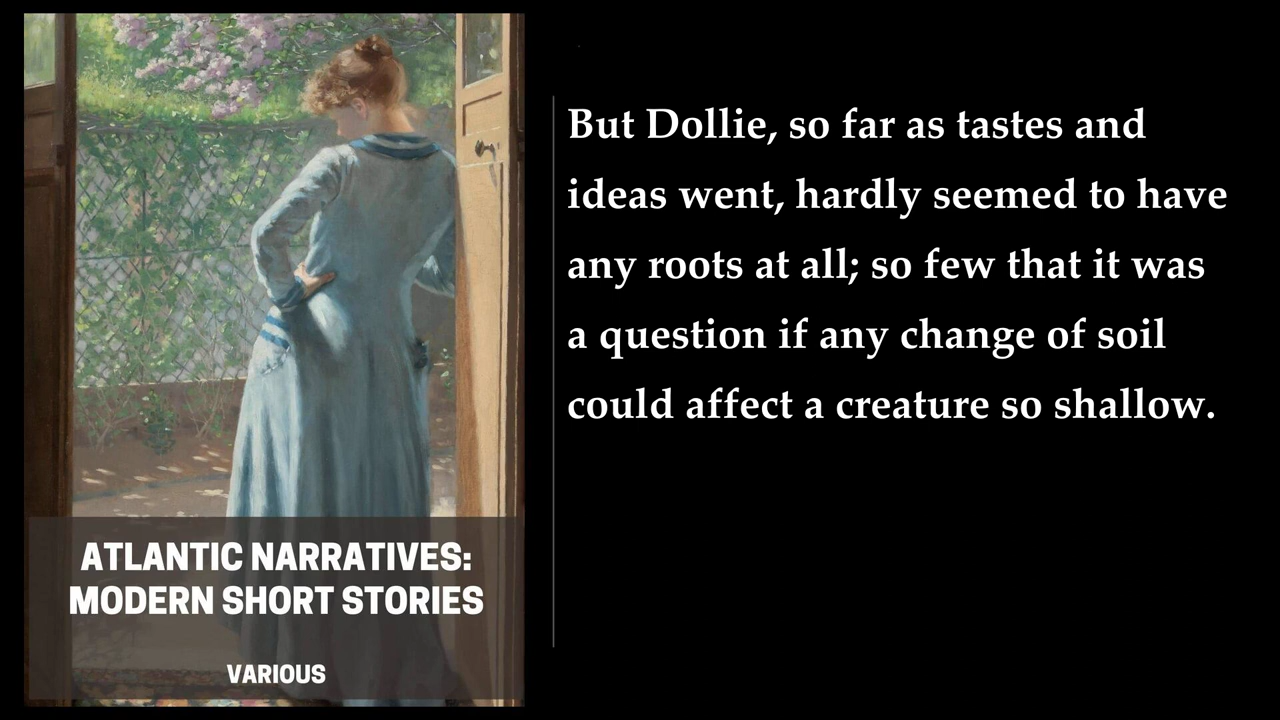 But Dollie, so far as tastes and
ideas went, hardly seemed to have
any roots at all; so few that it was
a question if any change of soil
could affect a creature so shallow.
ATLANTIC NARRATIVES:
MODERN SHORT STORIES
VARIOUS